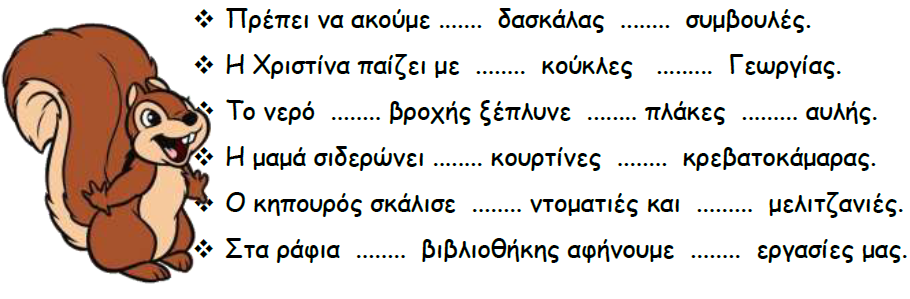 ❖ Πρέπει να ακούμε ....... δασκάλας ........ συμβουλές.
❖ Η Χριστίνα παίζει με ........ κούκλες ......... Γεωργίας.
❖ Το νερό ........ βροχής ξέπλυνε ........ πλάκες ......... αυλής.
❖ Η μαμά σιδερώνει ........ κουρτίνες ........ κρεβατοκάμαρας.
❖ Ο κηπουρός σκάλισε ........ ντοματιές και ......... μελιτζανιές.
❖ Στα ράφια ........ βιβλιοθήκης αφήνουμε ........ εργασίες μας.